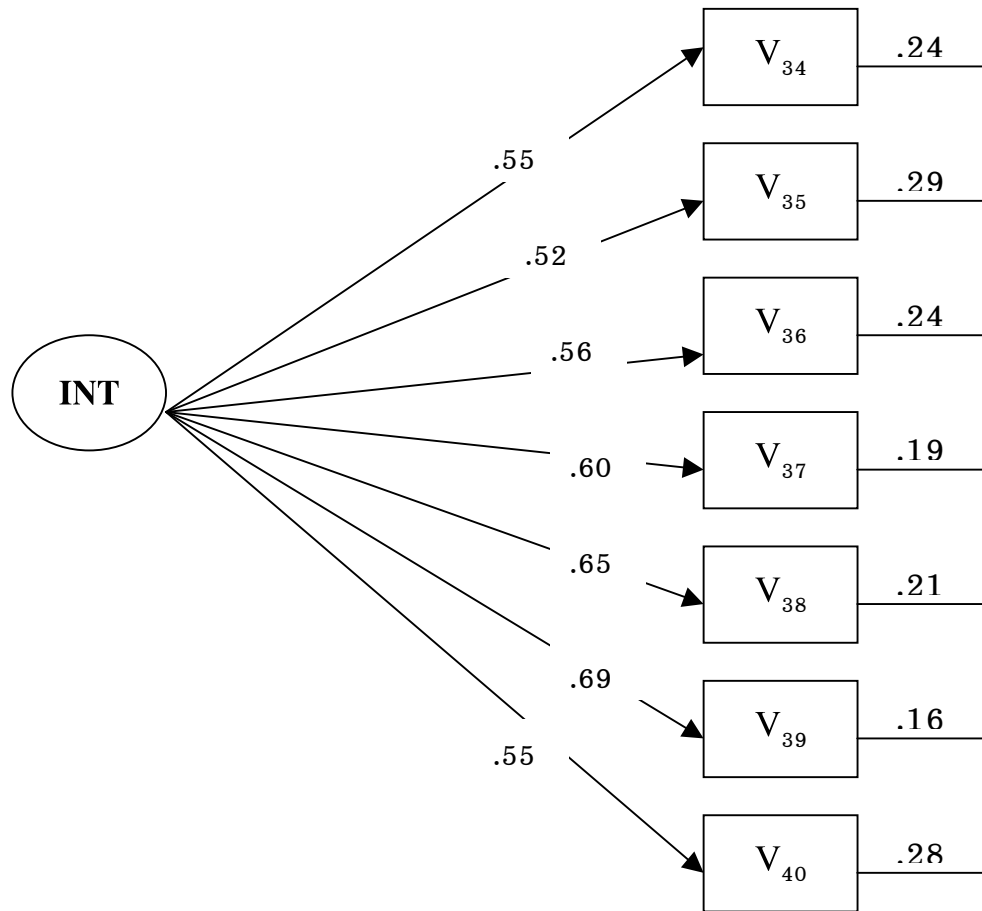 V34 .24
.55
V35 .29
.52
V36 .24
.56
INT
V37 .19
.60
.65
V38 .21
.69
V39 .16
.55
V40 .28